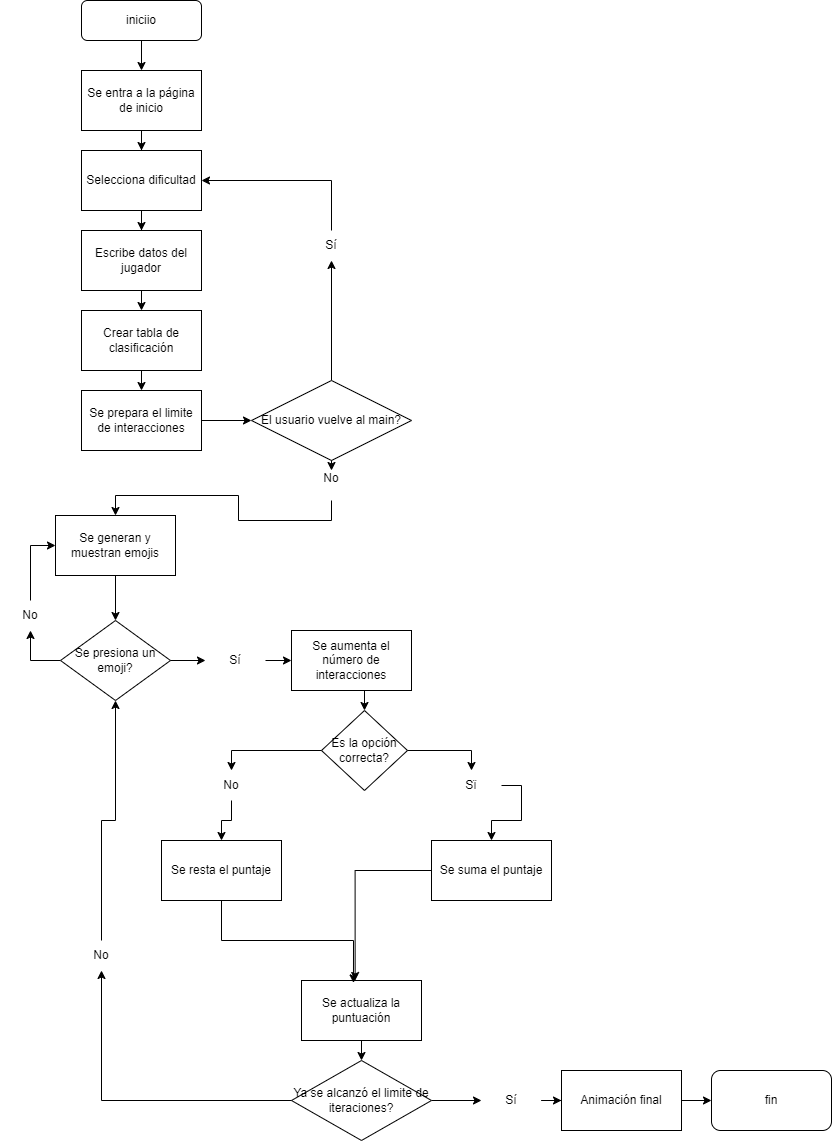 iniciio
Se entra a la página
de inicio
Selecciona dificultad
Sí
Escribe datos del
jugador
Crear tabla de
clasificación
Se prepara el limite
de interacciones
El usuario vuelve al main?
No
Se generan y
muestran emojis
No
Se presiona un
emoji?
Sí
Se aumenta el
número de
interacciones
Es la opción
correcta?
No
Sï
Se resta el puntaje
Se suma el puntaje
No
Se actualiza la
puntuación
Ya se alcanzó el limite de
iteraciones?
Sí
Animación final
fin